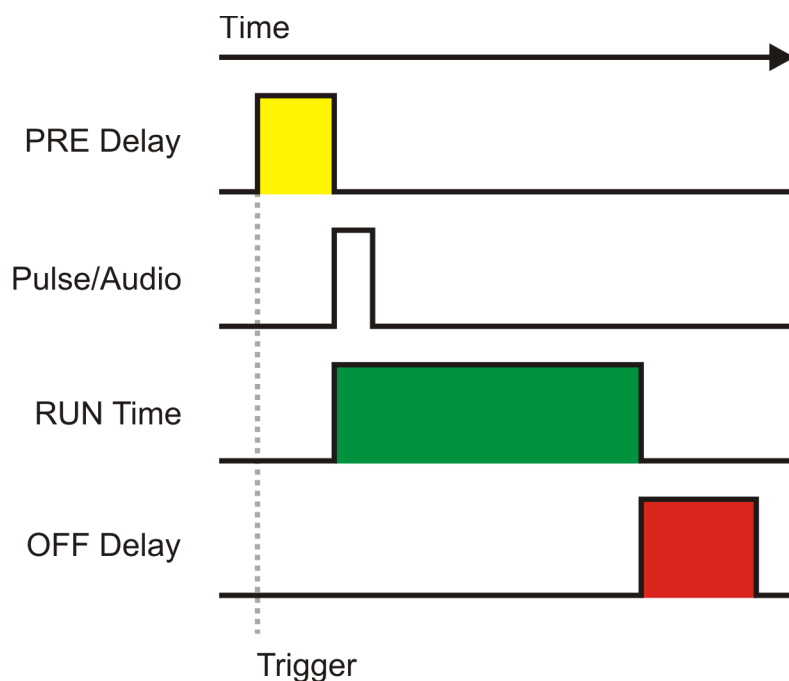 Time
PRE Delay
Pulse/Audio
RUN Time
OFF Delay
Trigger